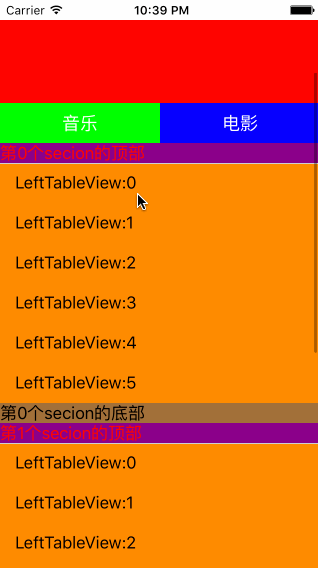 Carrier 10:39 PM
音乐 电影
第0个secion的顶部
LeftTableView:0
LeftTableView:1
LeftTableView:2
LeftTableView:3
LeftTableView:4
LeftTableView:5
第0个secion的底部
第1个secion的顶部
LeftTableView:0
LeftTableView:1
LeftTableView:2